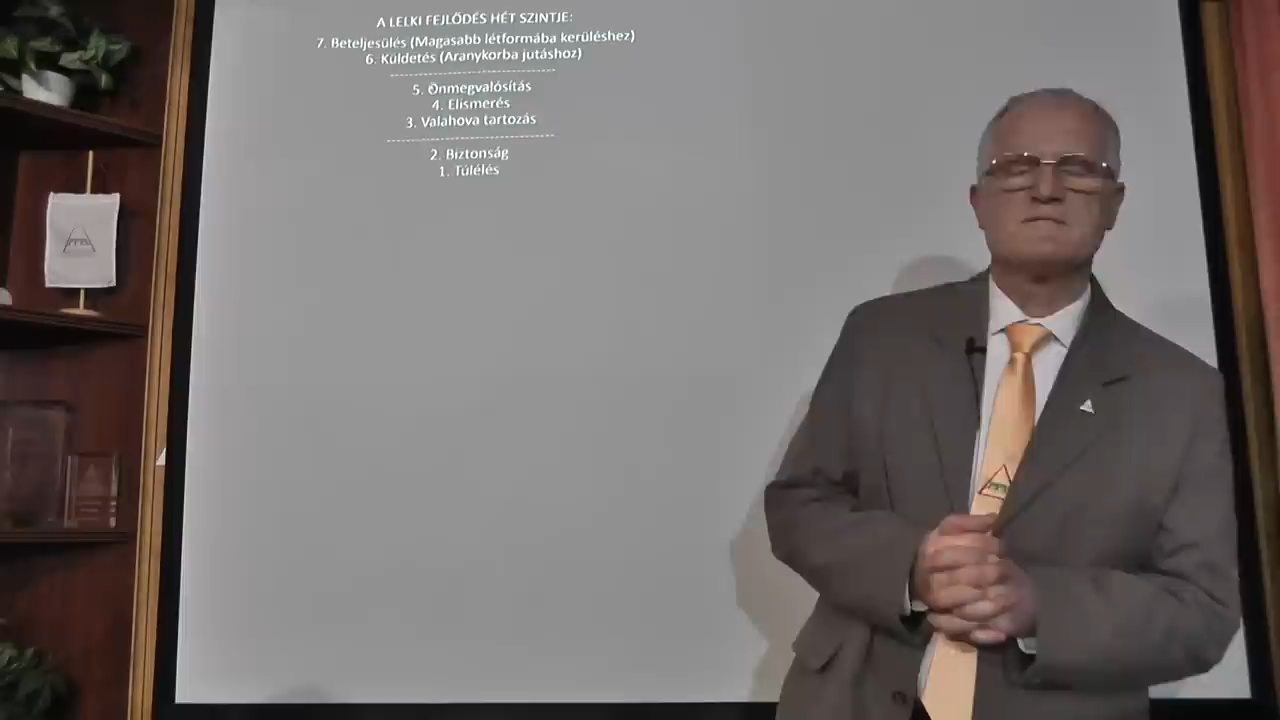 A LELKI FEJLŐDÉS HÉT SZINTJE:
7. Beteljesülés (Magasabb létformába kerüléshez)
6. Küldetés (Aranykorba jutáshoz)
5. Önmegvalósítás
4. Elismerés
3. Valahova tartozás
2. Biztonság
1. Túlélés